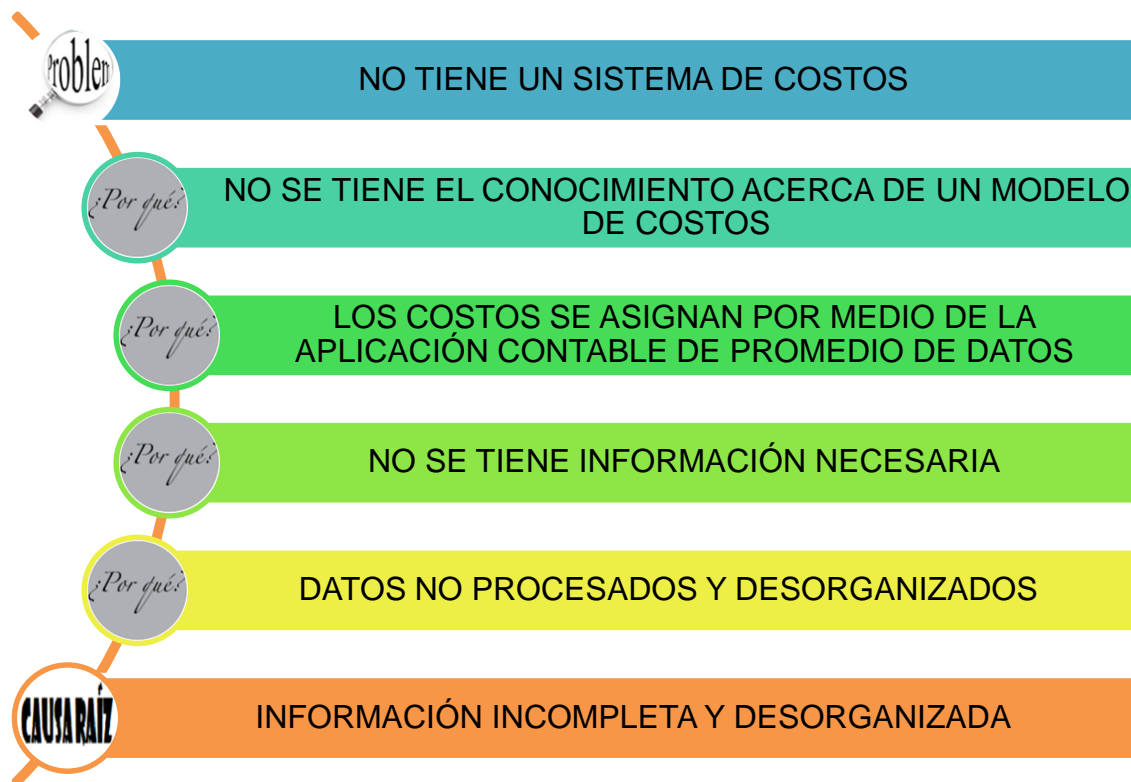 Problem
NO TIENE UN SISTEMA DE COSTOS
¿Por qué?
NO SE TIENE EL CONOCIMIENTO ACERCA DE UN MODELO
DE COSTOS
¿Por qué?
LOS COSTOS SE ASIGNAN POR MEDIO DE LA
APLICACIÓN CONTABLE DE PROMEDIO DE DATOS
¿Por qué?
NO SE TIENE INFORMACIÓN NECESARIA
¿Por qué?
DATOS NO PROCESADOS Y DESORGANIZADOS
CAUSA RAÍZ
INFORMACIÓN INCOMPLETA Y DESORGANIZADA